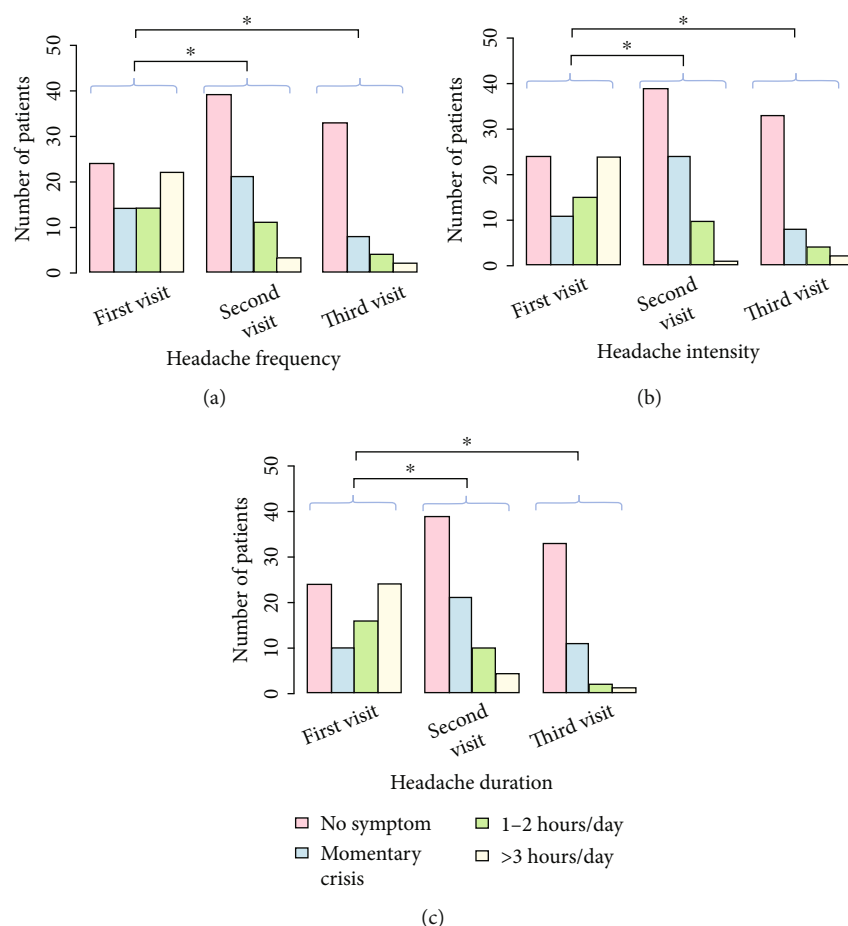 *
*
50
40
30
20
10
0
Number of patients
First visit
Second
visit
Third visit
Headache frequency
(a)
*
*
50
40
30
20
10
0
Number of patients
First visit
Second
visit
Third visit
Headache intensity
(b)
*
*
50
40
30
20
10
0
Number of patients
First visit
Second
visit
Third visit
Headache duration
No symptom
Momentary
crisis
1–2 hours/day
>3 hours/day
(c)